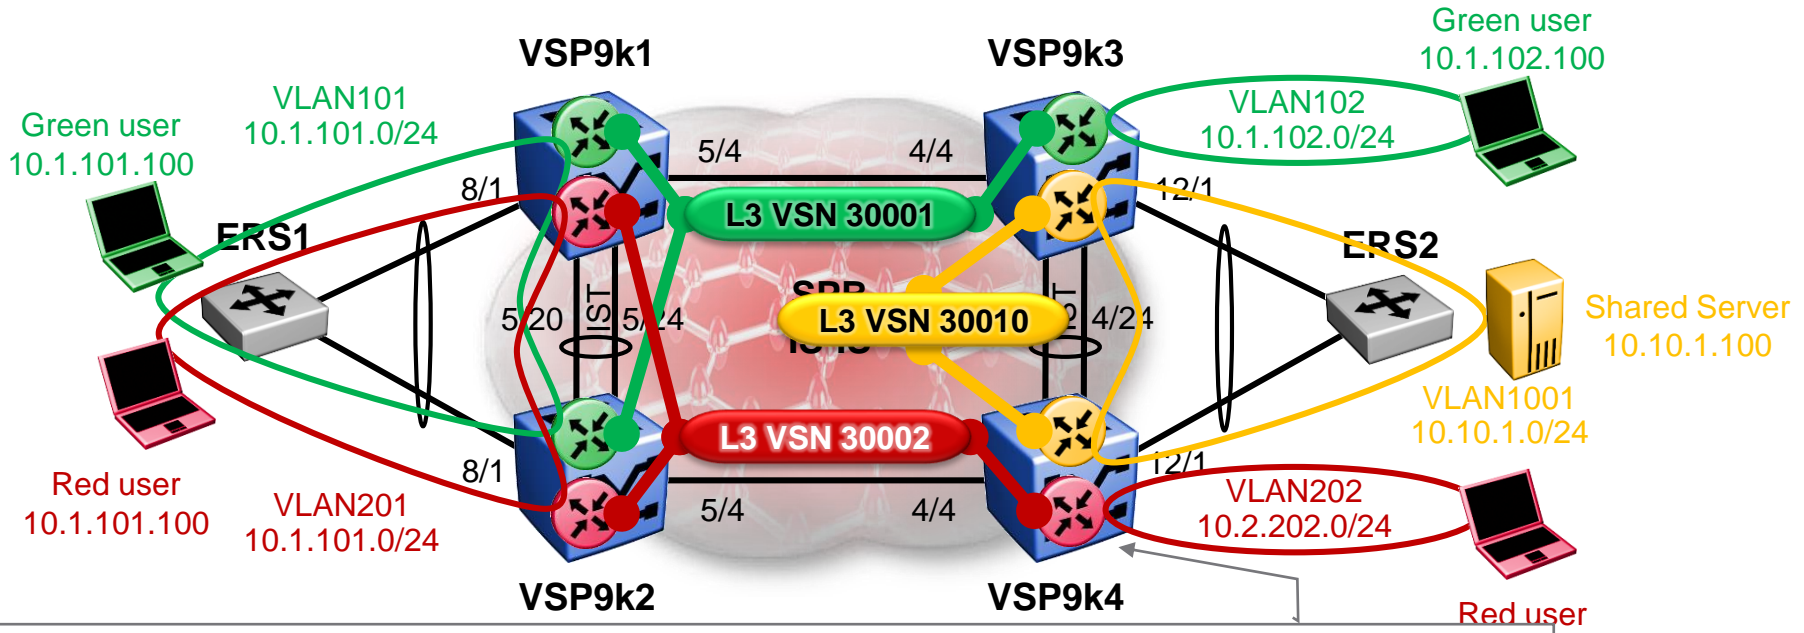 VSP9k1
VSP9k3
Green user
10.1.102.100
VLAN101
10.1.101.0/24
VLAN102
10.1.102.0/24
Green user
10.1.101.100
5/4
4/4
8/1
12/1
L3 VSN 30001
ERS1
ERS2
5/20
IST
5/24
SPB
L3 VSN 30010
4/24
Shared Server
10.10.1.100
VLAN1001
10.10.1.0/24
L3 VSN 30002
8/1
12/1
Red user
10.1.101.100
VLAN201
10.1.101.0/24
5/4
4/4
VLAN202
10.2.202.0/24
VSP9k2
VSP9k4
Red user